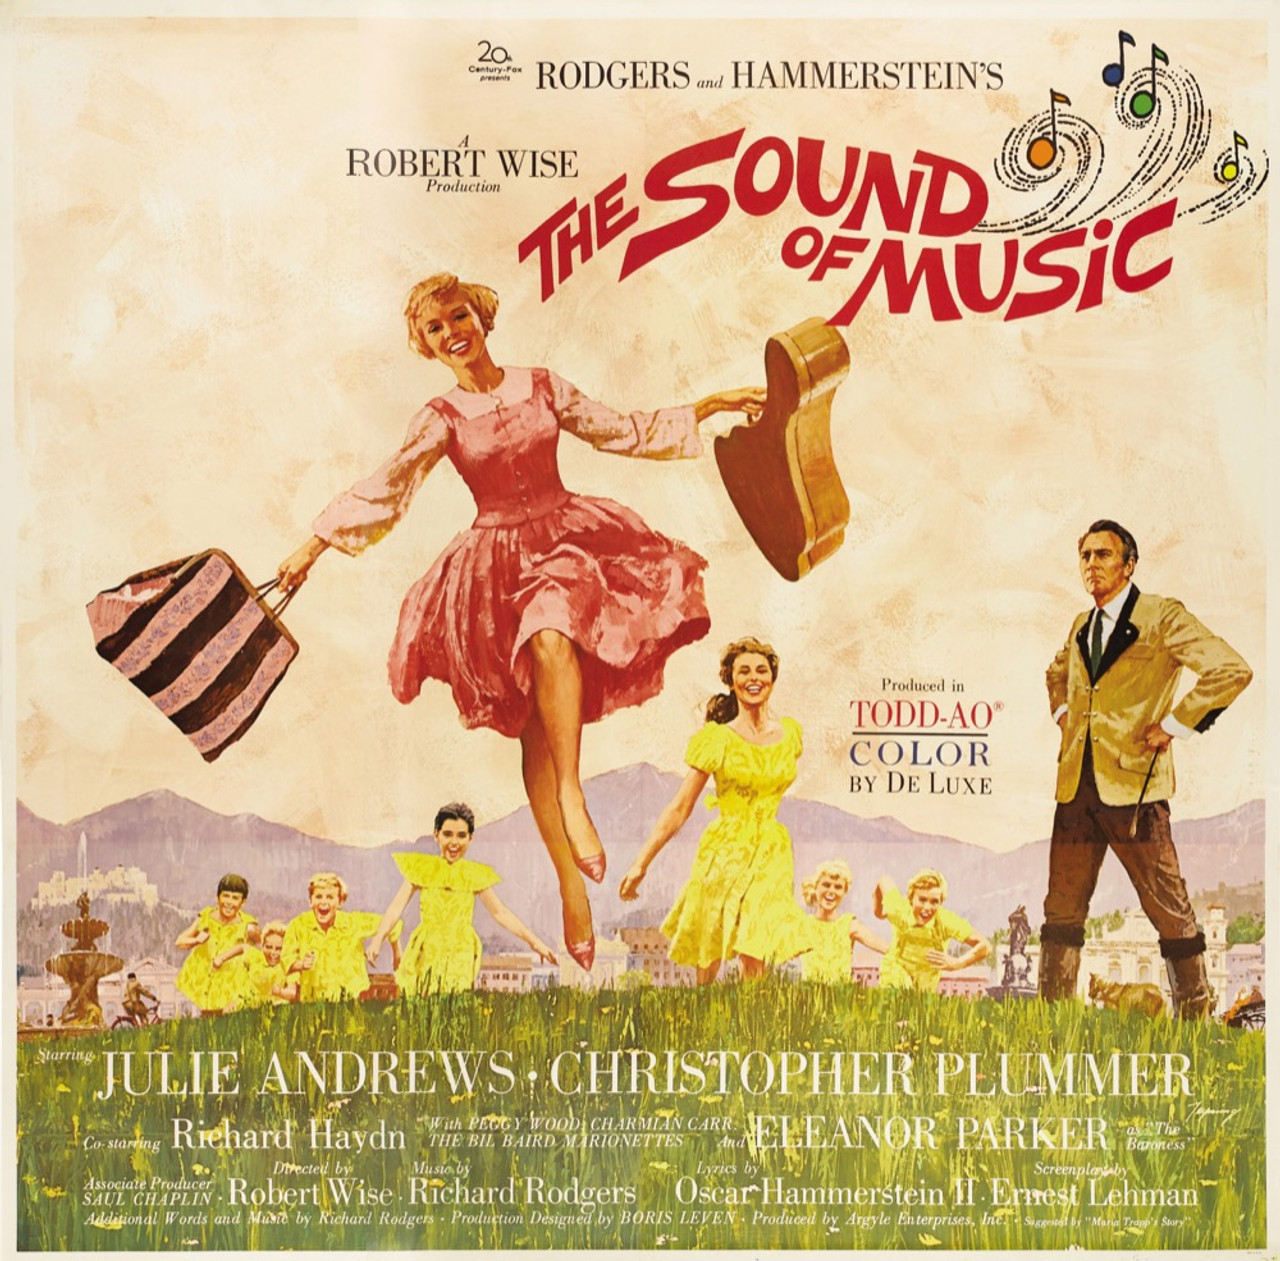 20th
Century-Fox
presents
RODGERS and HAMMERSTEIN'S
A
ROBERT WISE
Production
THE SOUND
OF MUSiC
Produced in
TODD-AO®
COLOR
BY DE LUXE
Starring JULIE ANDREWS · CHRISTOPHER PLUMMER
Co-starring Richard Haydn With PEGGY WOOD, CHARMIAN CARR, THE BIL BAIRD MARIONETTES And ELEANOR PARKER as "The Baroness"
Associate Producer SAUL CHAPLIN · Directed by Robert Wise · Music by Richard Rodgers Lyrics by Oscar Hammerstein II · Screenplay by Ernest Lehman
Additional Words and Music by Richard Rodgers · Production Designed by BORIS LEVEN · Produced by Argyle Enterprises, Inc. · Suggested by "Maria Trapp's Story"